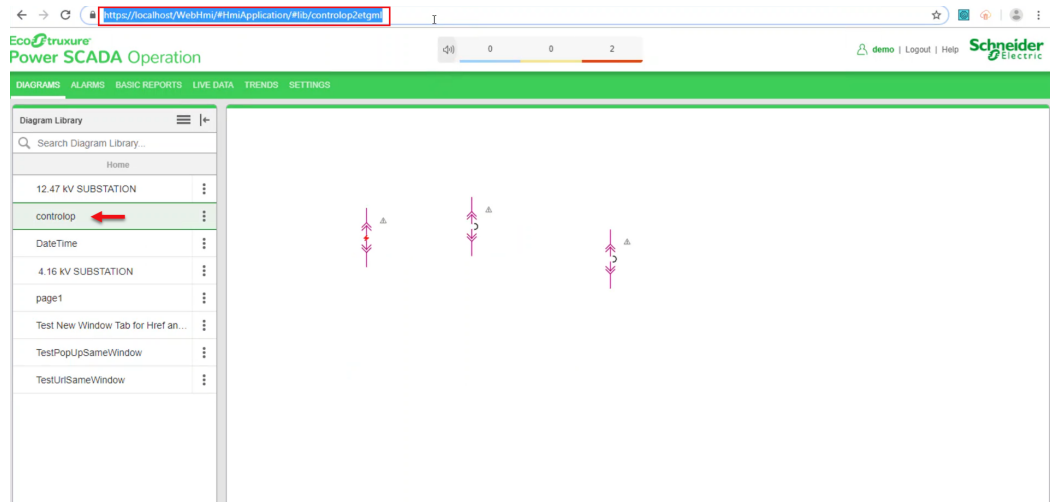 https://localhost/WebHmi/#HmiApplication/#lib/controlop2etgml
EcoStruxure
Power SCADA Operation
0 0 2
demo | Logout | Help
Schneider Electric
DIAGRAMS ALARMS BASIC REPORTS LIVE DATA TRENDS SETTINGS
Diagram Library
Search Diagram Library...
Home
12.47 kV SUBSTATION
controlop
DateTime
4.16 kV SUBSTATION
page1
Test New Window Tab for Href an...
TestPopUpSameWindow
TestUrlSameWindow